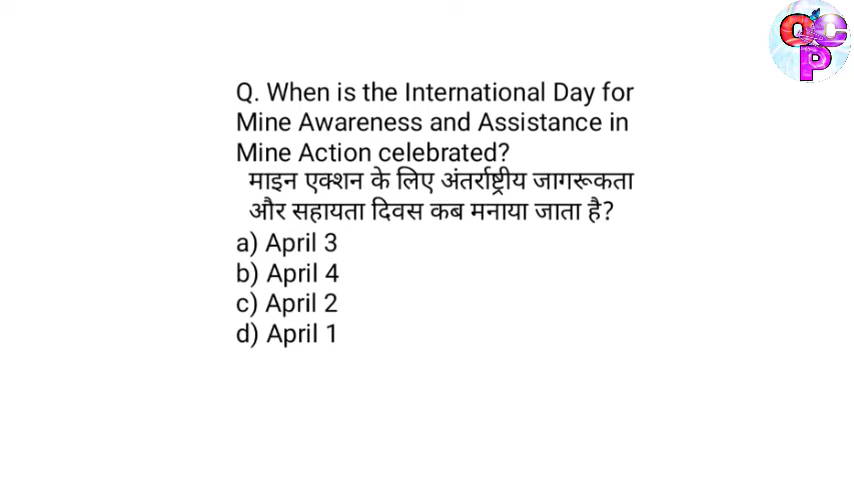 QCP
Q. When is the International Day for
Mine Awareness and Assistance in
Mine Action celebrated?
माइन एक्शन के लिए अंतर्राष्ट्रीय जागरूकता
और सहायता दिवस कब मनाया जाता है?
a) April 3
b) April 4
c) April 2
d) April 1